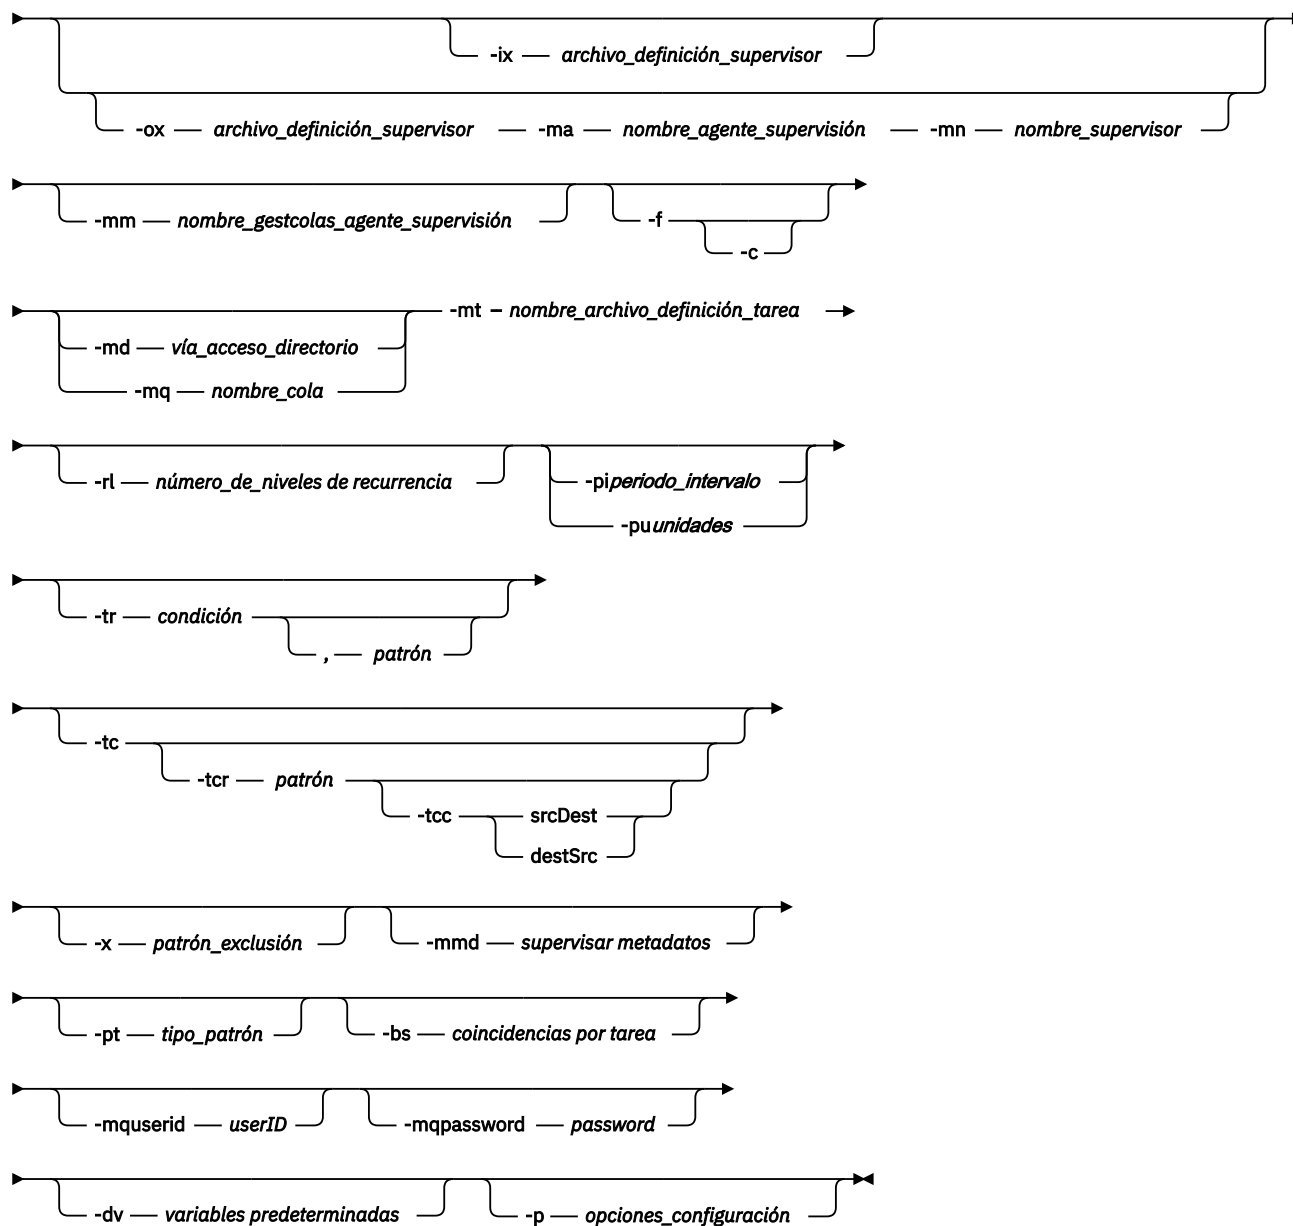 -ix archivo_definición_supervisor
-ox archivo_definición_supervisor -ma nombre_agente_supervisión -mn nombre_supervisor
-mm nombre_gestcolas_agente_supervisión -f
-c
-mt nombre_archivo_definición_tarea
-md vía_acceso_directorio
-mq nombre_cola
-rl número_de_niveles de recurrencia -piperiodo_intervalo
-puunidades
-tr condición
, patrón
-tc
-tcr patrón
-tcc srcDest
destSrc
-x patrón_exclusión -mmd supervisar metadatos
-pt tipo_patrón -bs coincidencias por tarea
-mquserid userID -mqpassword password
-dv variables predeterminadas -p opciones_configuración